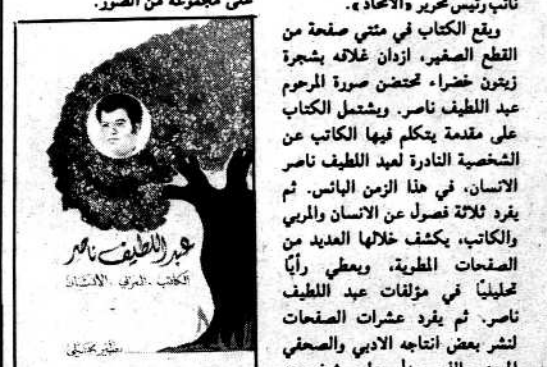 نائب رئيس تحرير «الاتحاد».
ويقع الكتاب في مئتي صفحة من
القطع الصغير، ازدان غلافه بشجرة
زيتون خضراء تحتضن صورة المرحوم
عبد اللطيف ناصر. ويشتمل الكتاب
على مقدمة يتكلم فيها الكاتب عن
الشخصية النادرة لعبد اللطيف ناصر
الانسان، في هذا الزمن البائس. ثم
يفرد ثلاثة فصول عن الانسان والمربي
والكاتب، يكشف خلالها العديد من
الصفحات المطوية، ويعطي رأيًا
تحليليًا في مؤلفات عبد اللطيف
ناصر. ثم يفرد عشرات الصفحات
لنشر بعض انتاجه الادبي والصحفي
على مجموعة من الصور.
عبد اللطيف ناصر
الكاتب - المربي - الانسان